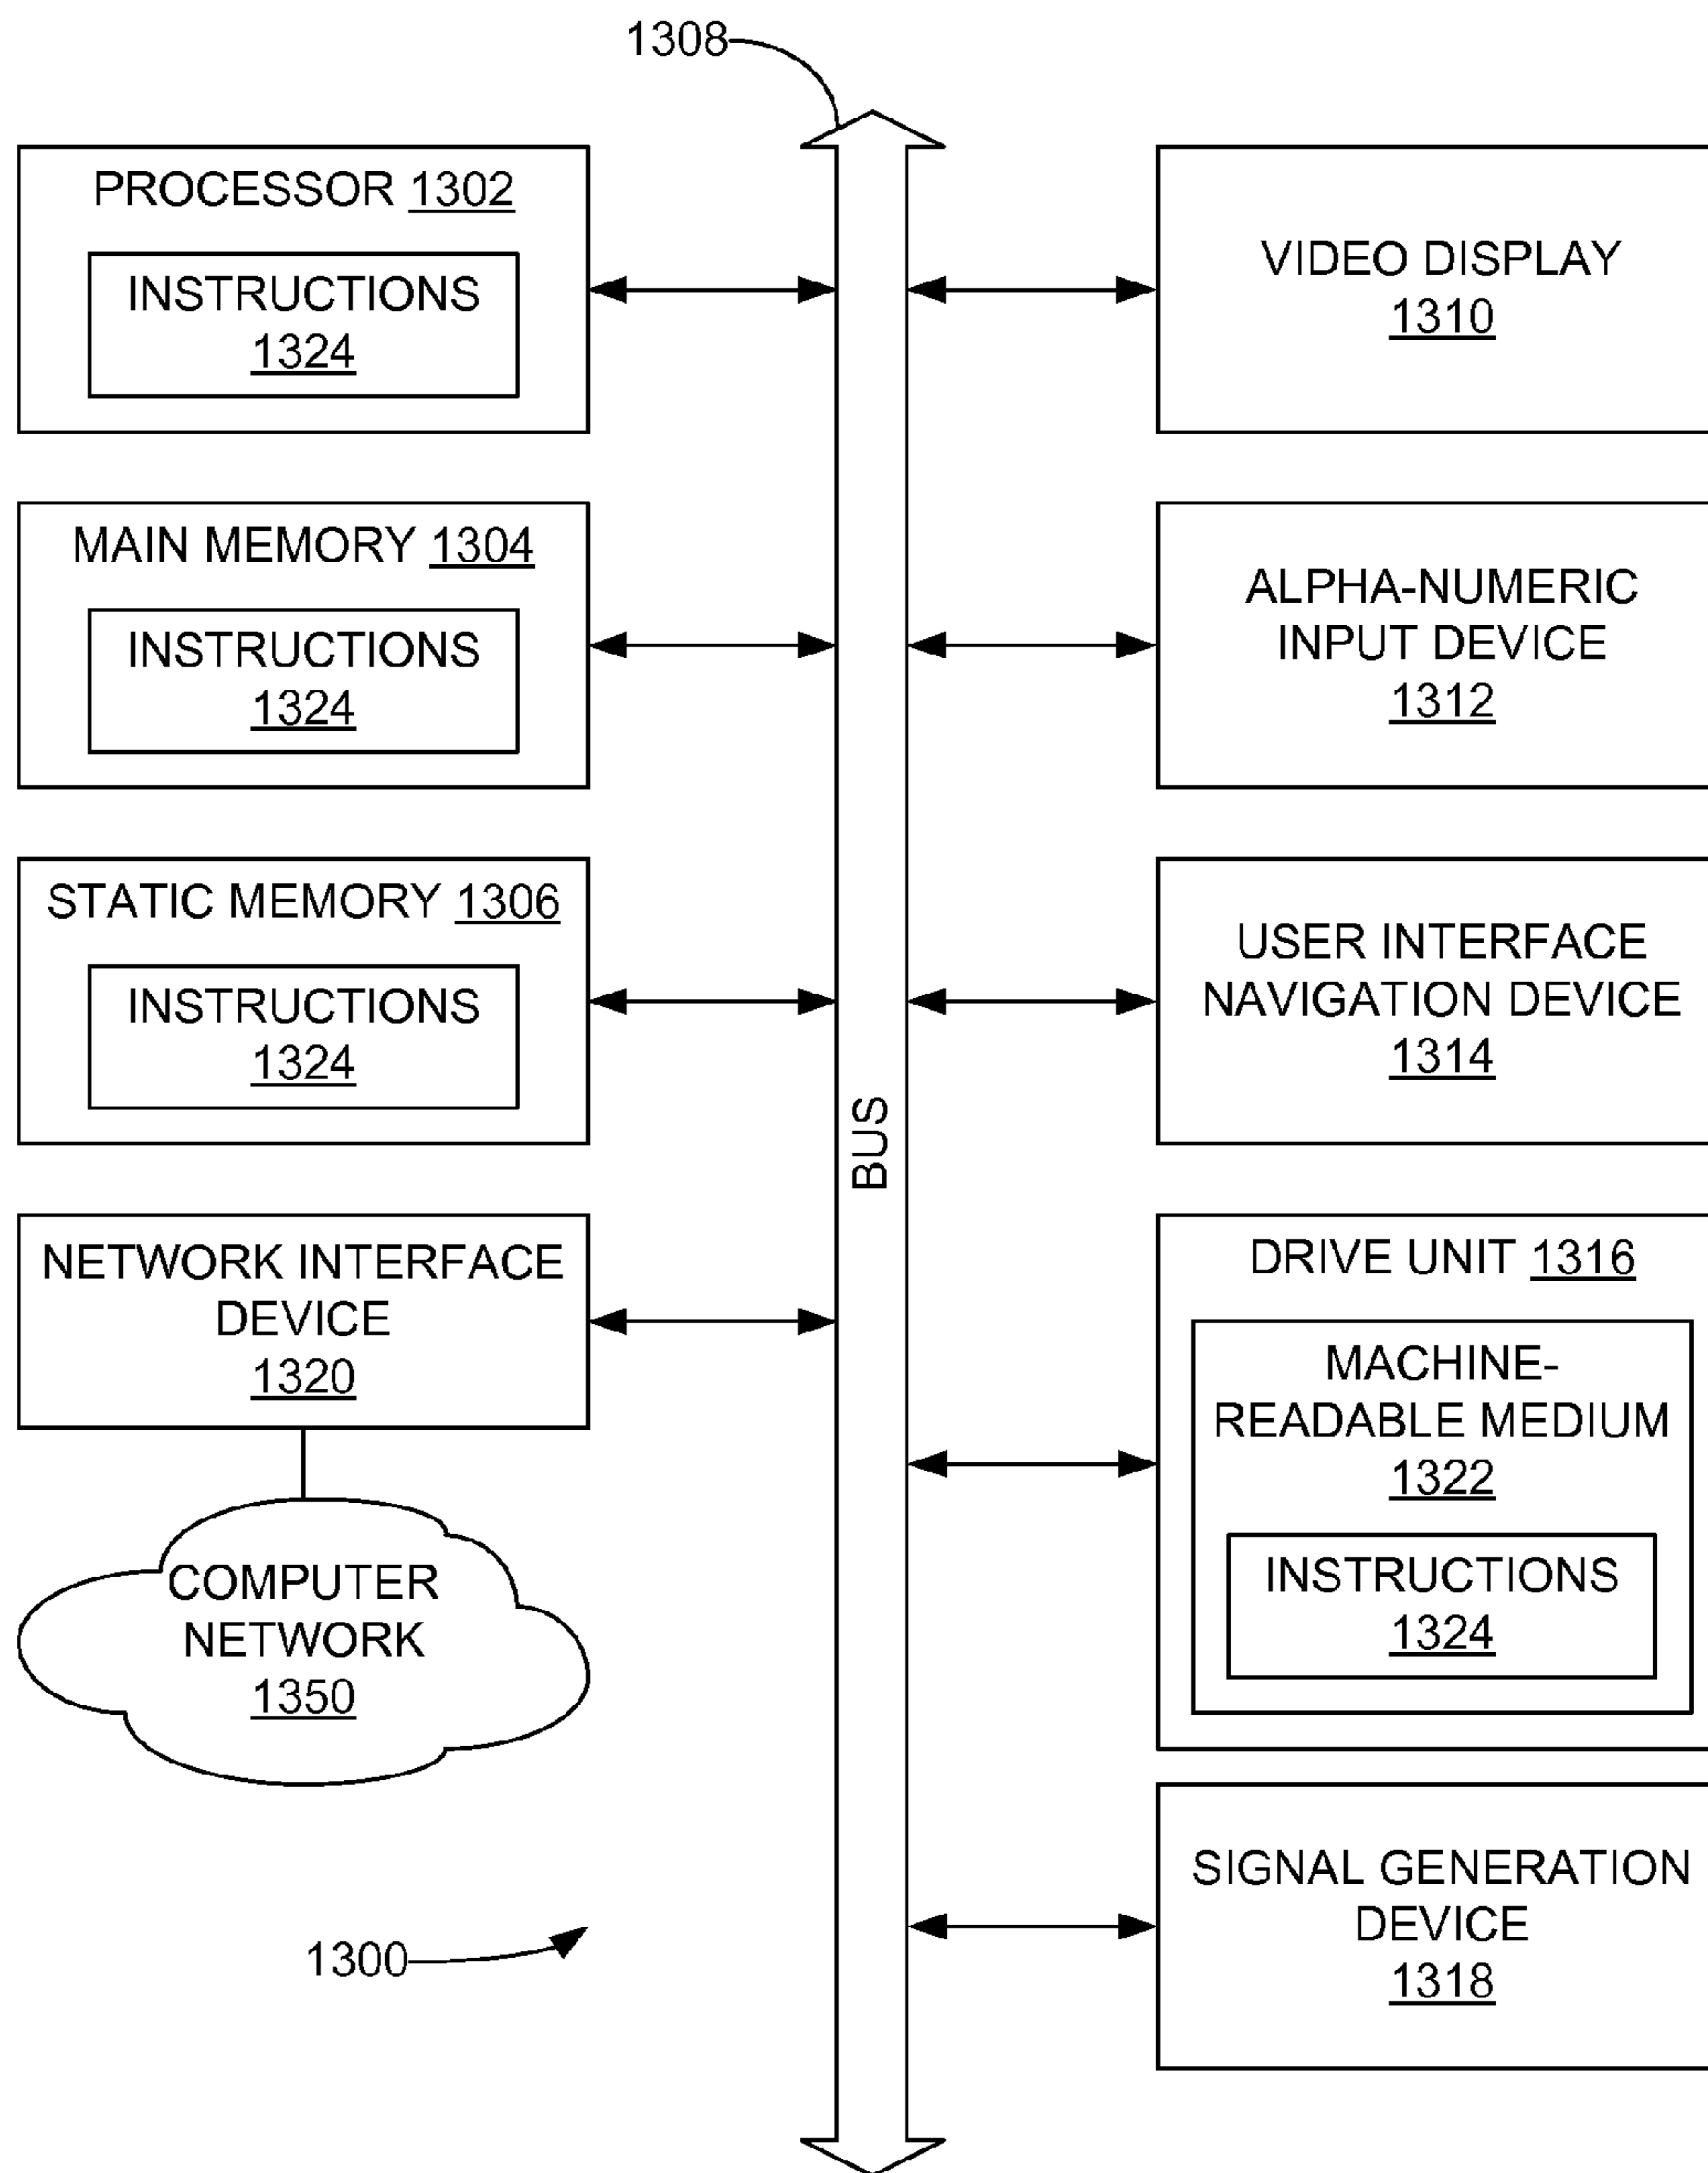 1308
PROCESSOR 1302
INSTRUCTIONS
1324
MAIN MEMORY 1304
INSTRUCTIONS
1324
STATIC MEMORY 1306
INSTRUCTIONS
1324
NETWORK INTERFACE
DEVICE
1320
COMPUTER
NETWORK
1350
1300
BUS
VIDEO DISPLAY
1310
ALPHA-NUMERIC
INPUT DEVICE
1312
USER INTERFACE
NAVIGATION DEVICE
1314
DRIVE UNIT 1316
MACHINE-
READABLE MEDIUM
1322
INSTRUCTIONS
1324
SIGNAL GENERATION
DEVICE
1318